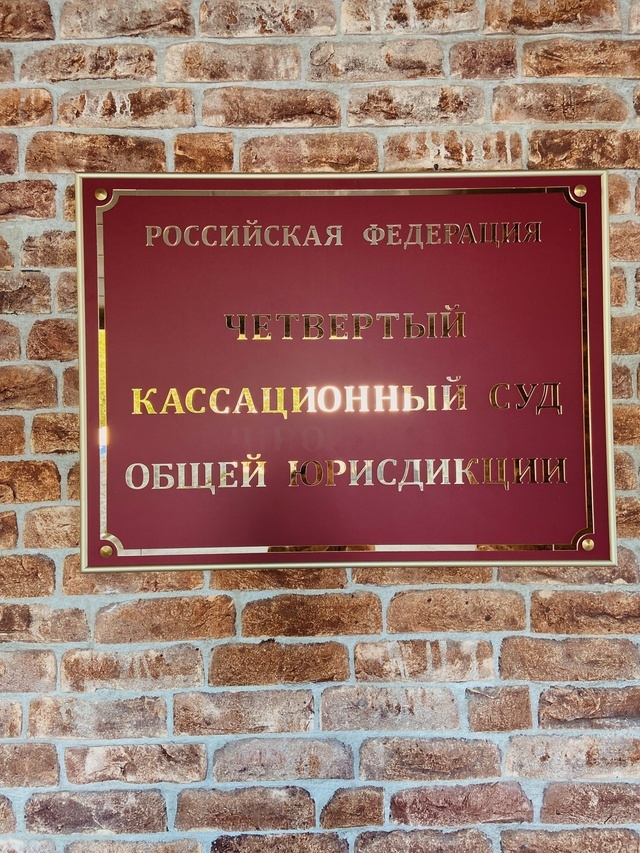 РОССИЙСКАЯ ФЕДЕРАЦИЯ
ЧЕТВЕРТЫЙ
КАССАЦИОННЫЙ СУД
ОБЩЕЙ ЮРИСДИКЦИИ